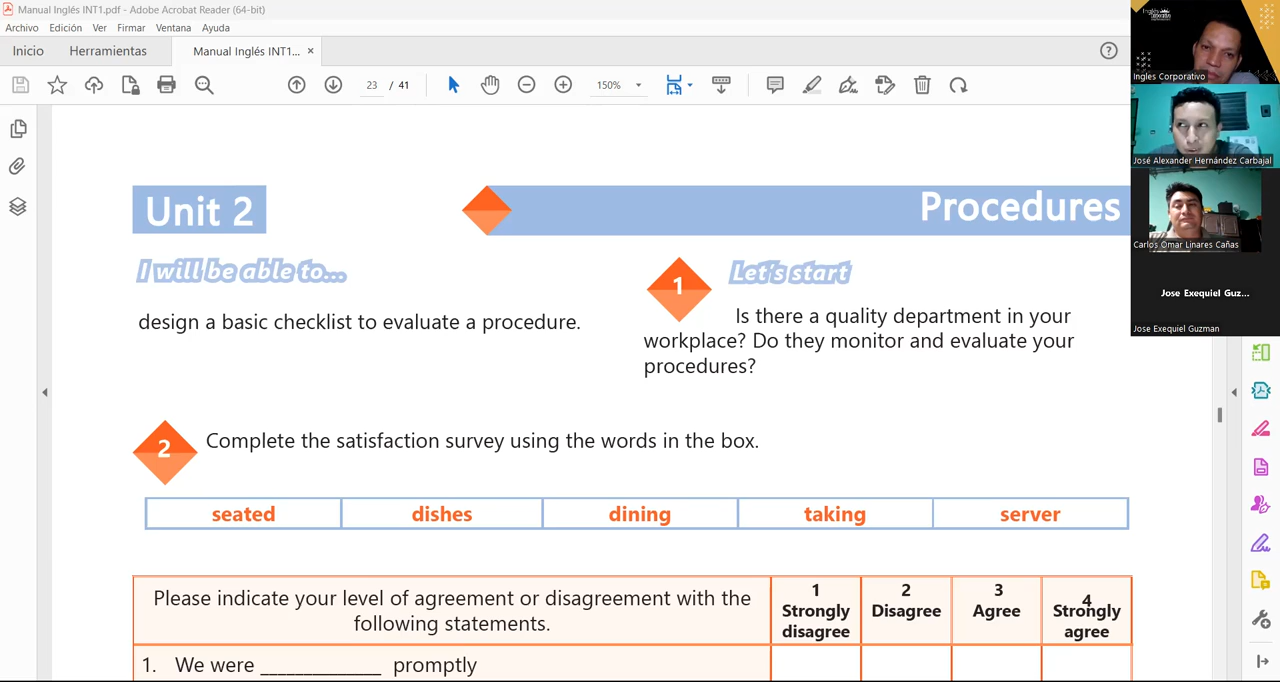 Manual Inglés INT1.pdf - Adobe Acrobat Reader (64-bit)
Archivo Edición Ver Firmar Ventana Ayuda
Inicio Herramientas Manual Inglés INT1... ×
23 / 41 150%
Ingles Corporativo
José Alexander Hernández Carbajal
Carlos Omar Linares Cañas
Jose Exequiel Guz...
Jose Exequiel Guzman
Unit 2 Procedures
I will be able to...
design a basic checklist to evaluate a procedure.
1 Let's start
Is there a quality department in your
workplace? Do they monitor and evaluate your
procedures?
2 Complete the satisfaction survey using the words in the box.
seated dishes dining taking server
Please indicate your level of agreement or disagreement with the
following statements.
1
Strongly
disagree
2
Disagree
3
Agree
4
Strongly
agree
1. We were ______________ promptly